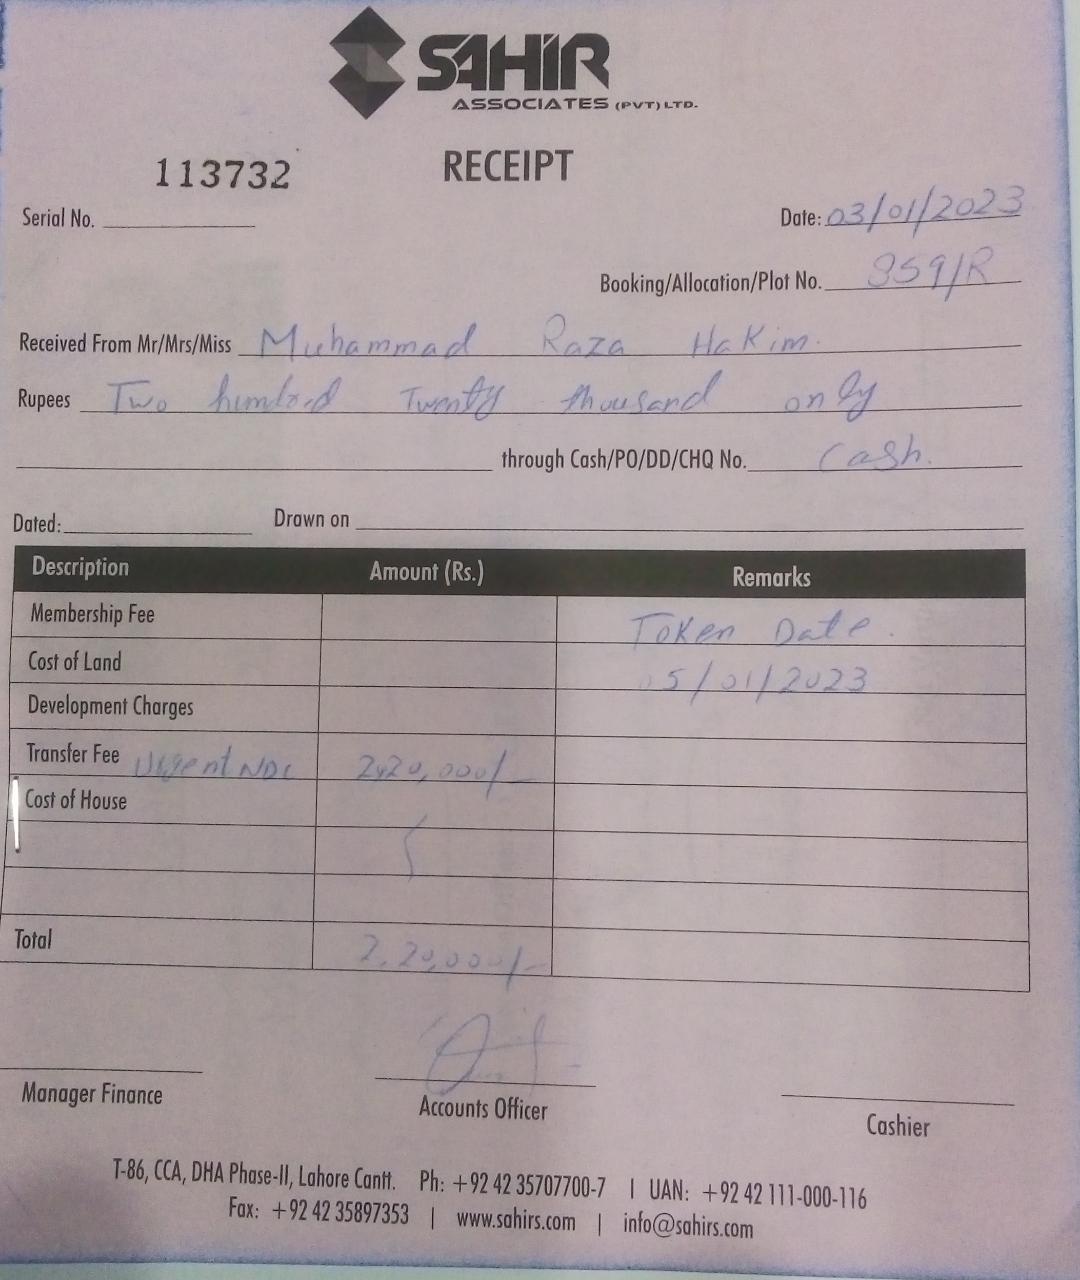 SAHIR
ASSOCIATES (PVT) LTD.
RECEIPT
113732
Serial No.
Date: 03/01/2023
Booking/Allocation/Plot No. 859/R
Received From Mr/Mrs/Miss Muhammad Raza Hakim.
Rupees Two hundred Twenty thousand only
through Cash/PO/DD/CHQ No. Cash.
Dated: Drawn on
Description Amount (Rs.) Remarks
Membership Fee Token Date.
Cost of Land 05/01/2023
Development Charges
Transfer Fee Urgent NDC 2,20,000/-
Cost of House
Total 2,20,000/-
Manager Finance
Accounts Officer
Cashier
T-86, CCA, DHA Phase-II, Lahore Cantt. Ph: +92 42 35707700-7 | UAN: +92 42 111-000-116
Fax: +92 42 35897353 | www.sahirs.com | info@sahirs.com